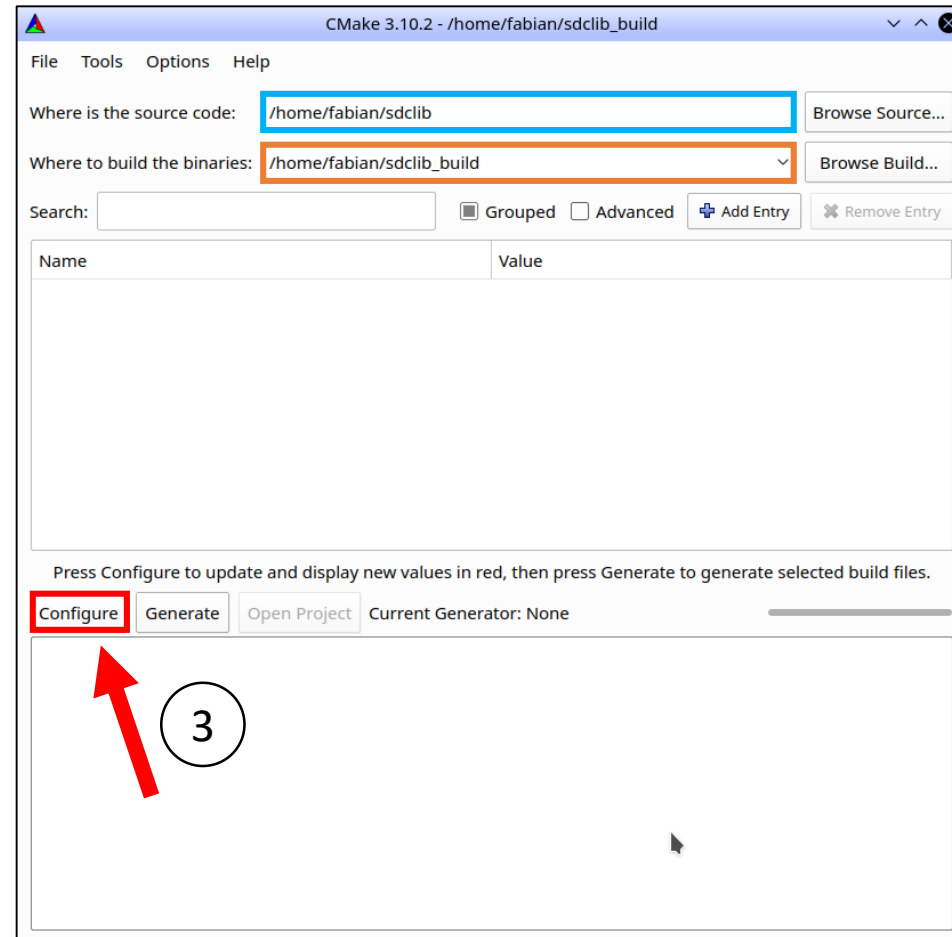 CMake 3.10.2 - /home/fabian/sdclib_build
File Tools Options Help
Where is the source code: /home/fabian/sdclib Browse Source...
Where to build the binaries: /home/fabian/sdclib_build Browse Build...
Search: Grouped Advanced Add Entry Remove Entry
Name Value
Press Configure to update and display new values in red, then press Generate to generate selected build files.
Configure Generate Open Project Current Generator: None
3